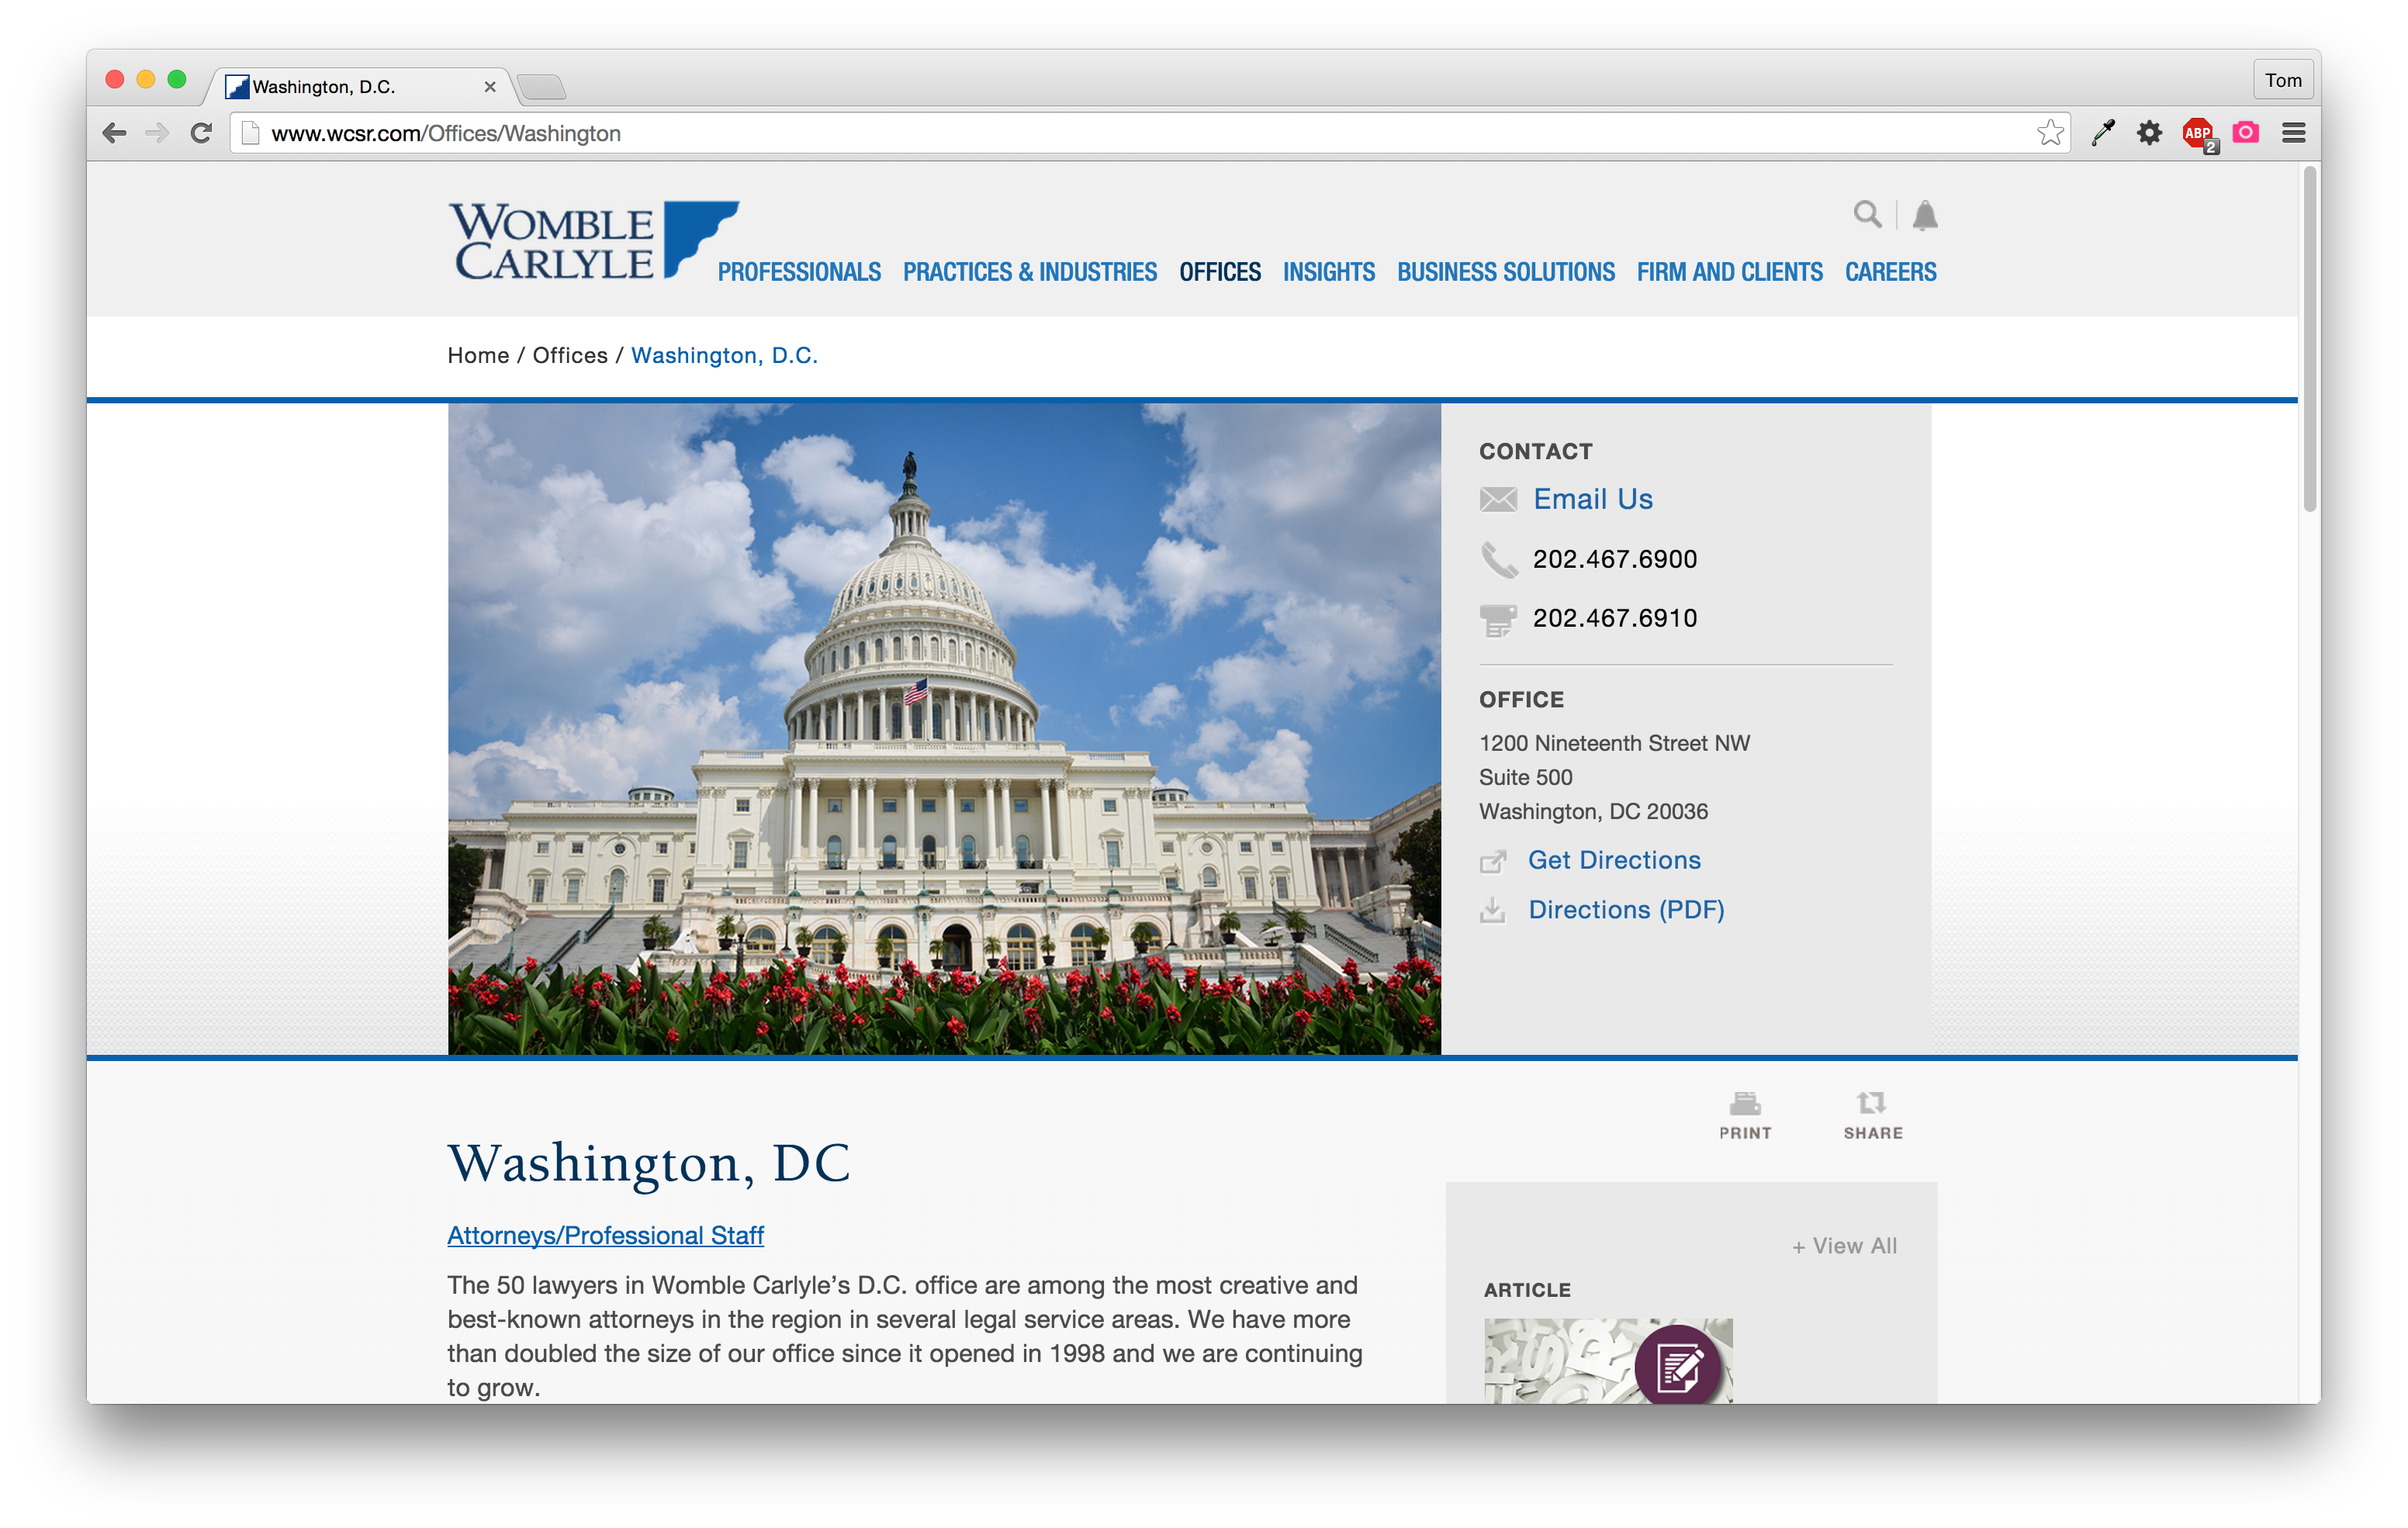 Washington, D.C.
Tom
www.wcsr.com/Offices/Washington
ABP
2
WOMBLE
CARLYLE
PROFESSIONALS PRACTICES & INDUSTRIES OFFICES INSIGHTS BUSINESS SOLUTIONS FIRM AND CLIENTS CAREERS
Home / Offices / Washington, D.C.
CONTACT
Email Us
202.467.6900
202.467.6910
OFFICE
1200 Nineteenth Street NW
Suite 500
Washington, DC 20036
Get Directions
Directions (PDF)
PRINT SHARE
Washington, DC
Attorneys/Professional Staff
The 50 lawyers in Womble Carlyle’s D.C. office are among the most creative and
best-known attorneys in the region in several legal service areas. We have more
than doubled the size of our office since it opened in 1998 and we are continuing
to grow.
+ View All
ARTICLE